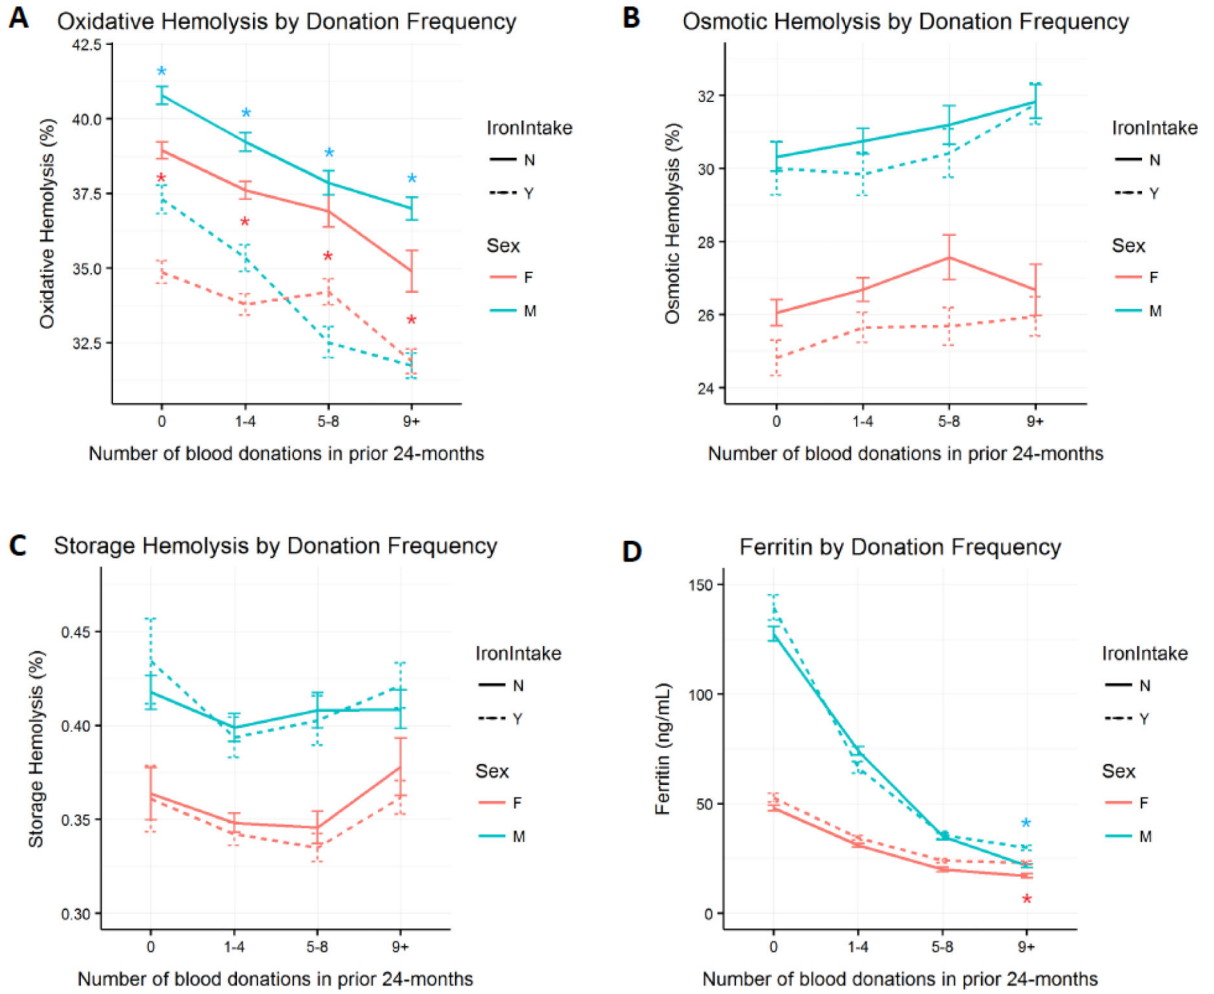 A
Oxidative Hemolysis by Donation Frequency
Oxidative Hemolysis (%)
42.5
40.0
37.5
35.0
32.5
*
*
*
*
*
*
*
*
0
1-4
5-8
9+
Number of blood donations in prior 24-months
IronIntake
N
Y
Sex
F
M
B
Osmotic Hemolysis by Donation Frequency
Osmotic Hemolysis (%)
32
30
28
26
24
0
1-4
5-8
9+
Number of blood donations in prior 24-months
IronIntake
N
Y
Sex
F
M
C
Storage Hemolysis by Donation Frequency
Storage Hemolysis (%)
0.45
0.40
0.35
0.30
0
1-4
5-8
9+
Number of blood donations in prior 24-months
IronIntake
N
Y
Sex
F
M
D
Ferritin by Donation Frequency
Ferritin (ng/mL)
150
100
50
0
*
*
0
1-4
5-8
9+
Number of blood donations in prior 24-months
IronIntake
N
Y
Sex
F
M